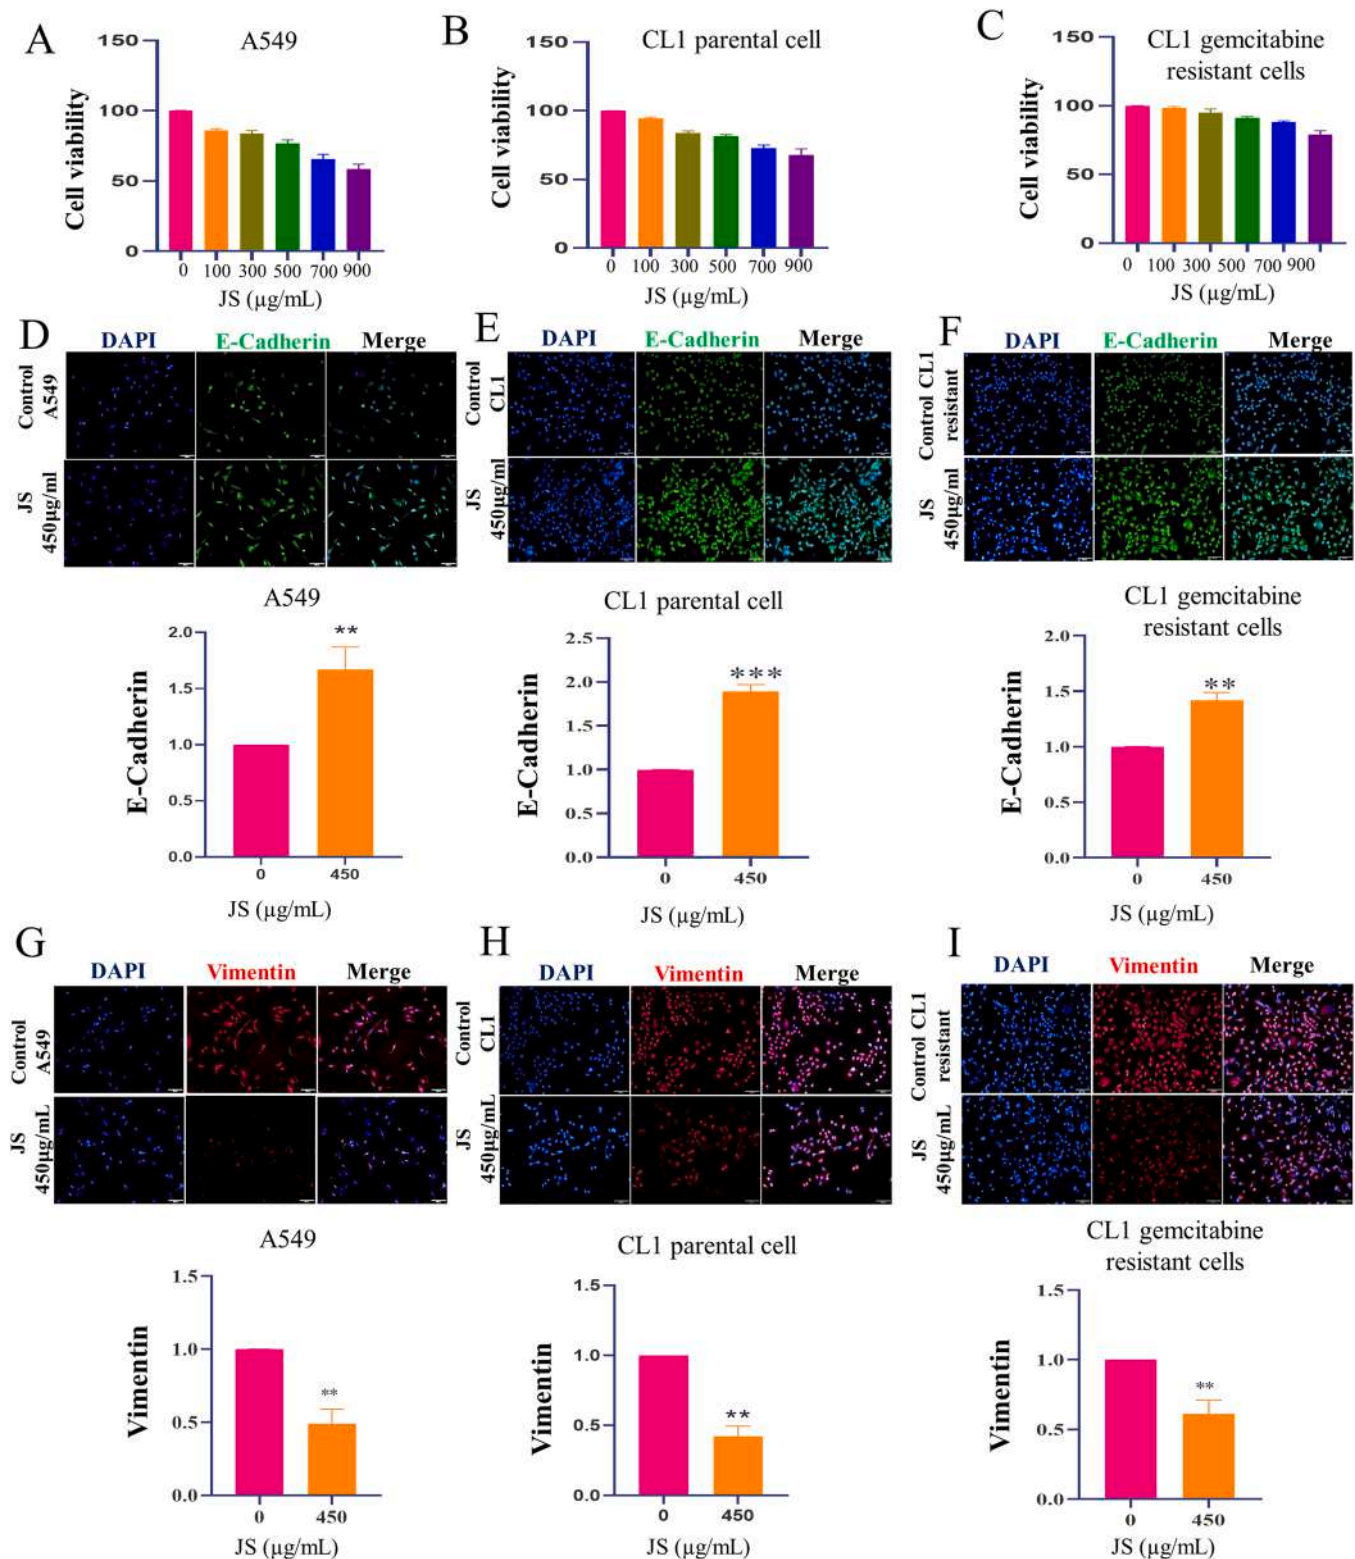 A
A549
Cell viability
150
100
50
0
0 100 300 500 700 900
JS (µg/mL)
B
CL1 parental cell
Cell viability
150
100
50
0
0 100 300 500 700 900
JS (µg/mL)
C
CL1 gemcitabine
resistant cells
Cell viability
150
100
50
0
0 100 300 500 700 900
JS (µg/mL)
D
DAPI E-Cadherin Merge
Control
A549
JS
450µg/ml
A549
E-Cadherin
2.0
**
1.5
1.0
0.5
0.0
0 450
JS (µg/mL)
E
DAPI E-Cadherin Merge
Control
CL1
JS
450µg/ml
CL1 parental cell
E-Cadherin
2.5
2.0
***
1.5
1.0
0.5
0.0
0 450
JS (µg/mL)
F
DAPI E-Cadherin Merge
Control CL1
resistant
JS
450µg/ml
CL1 gemcitabine
resistant cells
E-Cadherin
2.0
**
1.5
1.0
0.5
0.0
0 450
JS (µg/mL)
G
DAPI Vimentin Merge
Control
A549
JS
450µg/mL
A549
Vimentin
1.5
1.0
**
0.5
0.0
0 450
JS (µg/mL)
H
DAPI Vimentin Merge
Control
CL1
JS
450µg/mL
CL1 parental cell
Vimentin
1.5
1.0
**
0.5
0.0
0 450
JS (µg/mL)
I
DAPI Vimentin Merge
Control CL1
resistant
JS
450µg/mL
CL1 gemcitabine
resistant cells
Vimentin
1.5
1.0
**
0.5
0.0
0 450
JS (µg/mL)